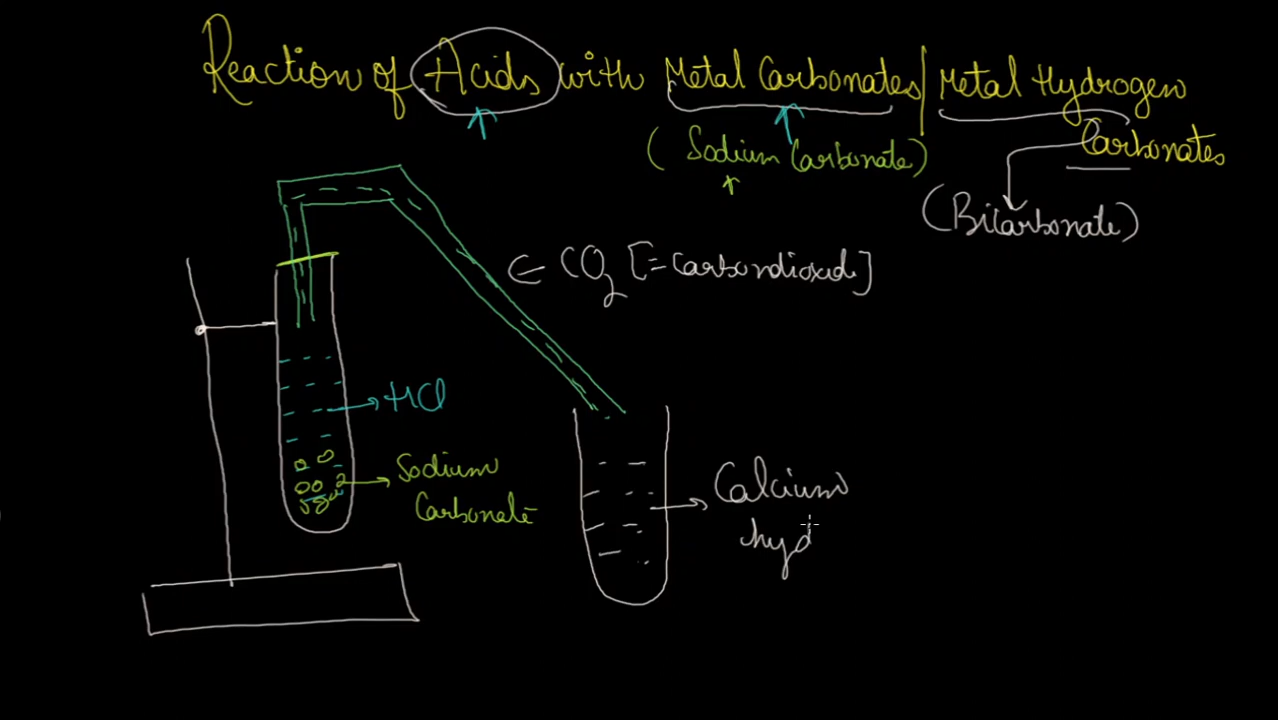 Reaction of Acids with Metal Carbonates/Metal Hydrogen
Carbonates
(Sodium Carbonate)
(Bicarbonate)
CO2 [= Carbondioxide]
HCl
Sodium
Carbonate
Calcium
hyd